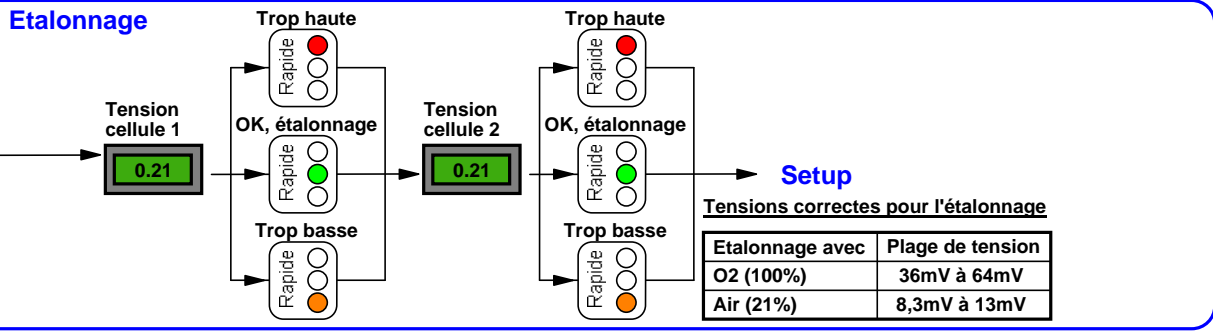 Etalonnage
Trop haute
Rapide
Tension
cellule 1
0.21
OK, étalonnage
Rapide
Trop basse
Rapide
Trop haute
Rapide
Tension
cellule 2
0.21
OK, étalonnage
Rapide
Trop basse
Rapide
Setup
Tensions correctes pour l'étalonnage
Etalonnage avec Plage de tension
O2 (100%) 36mV à 64mV
Air (21%) 8,3mV à 13mV